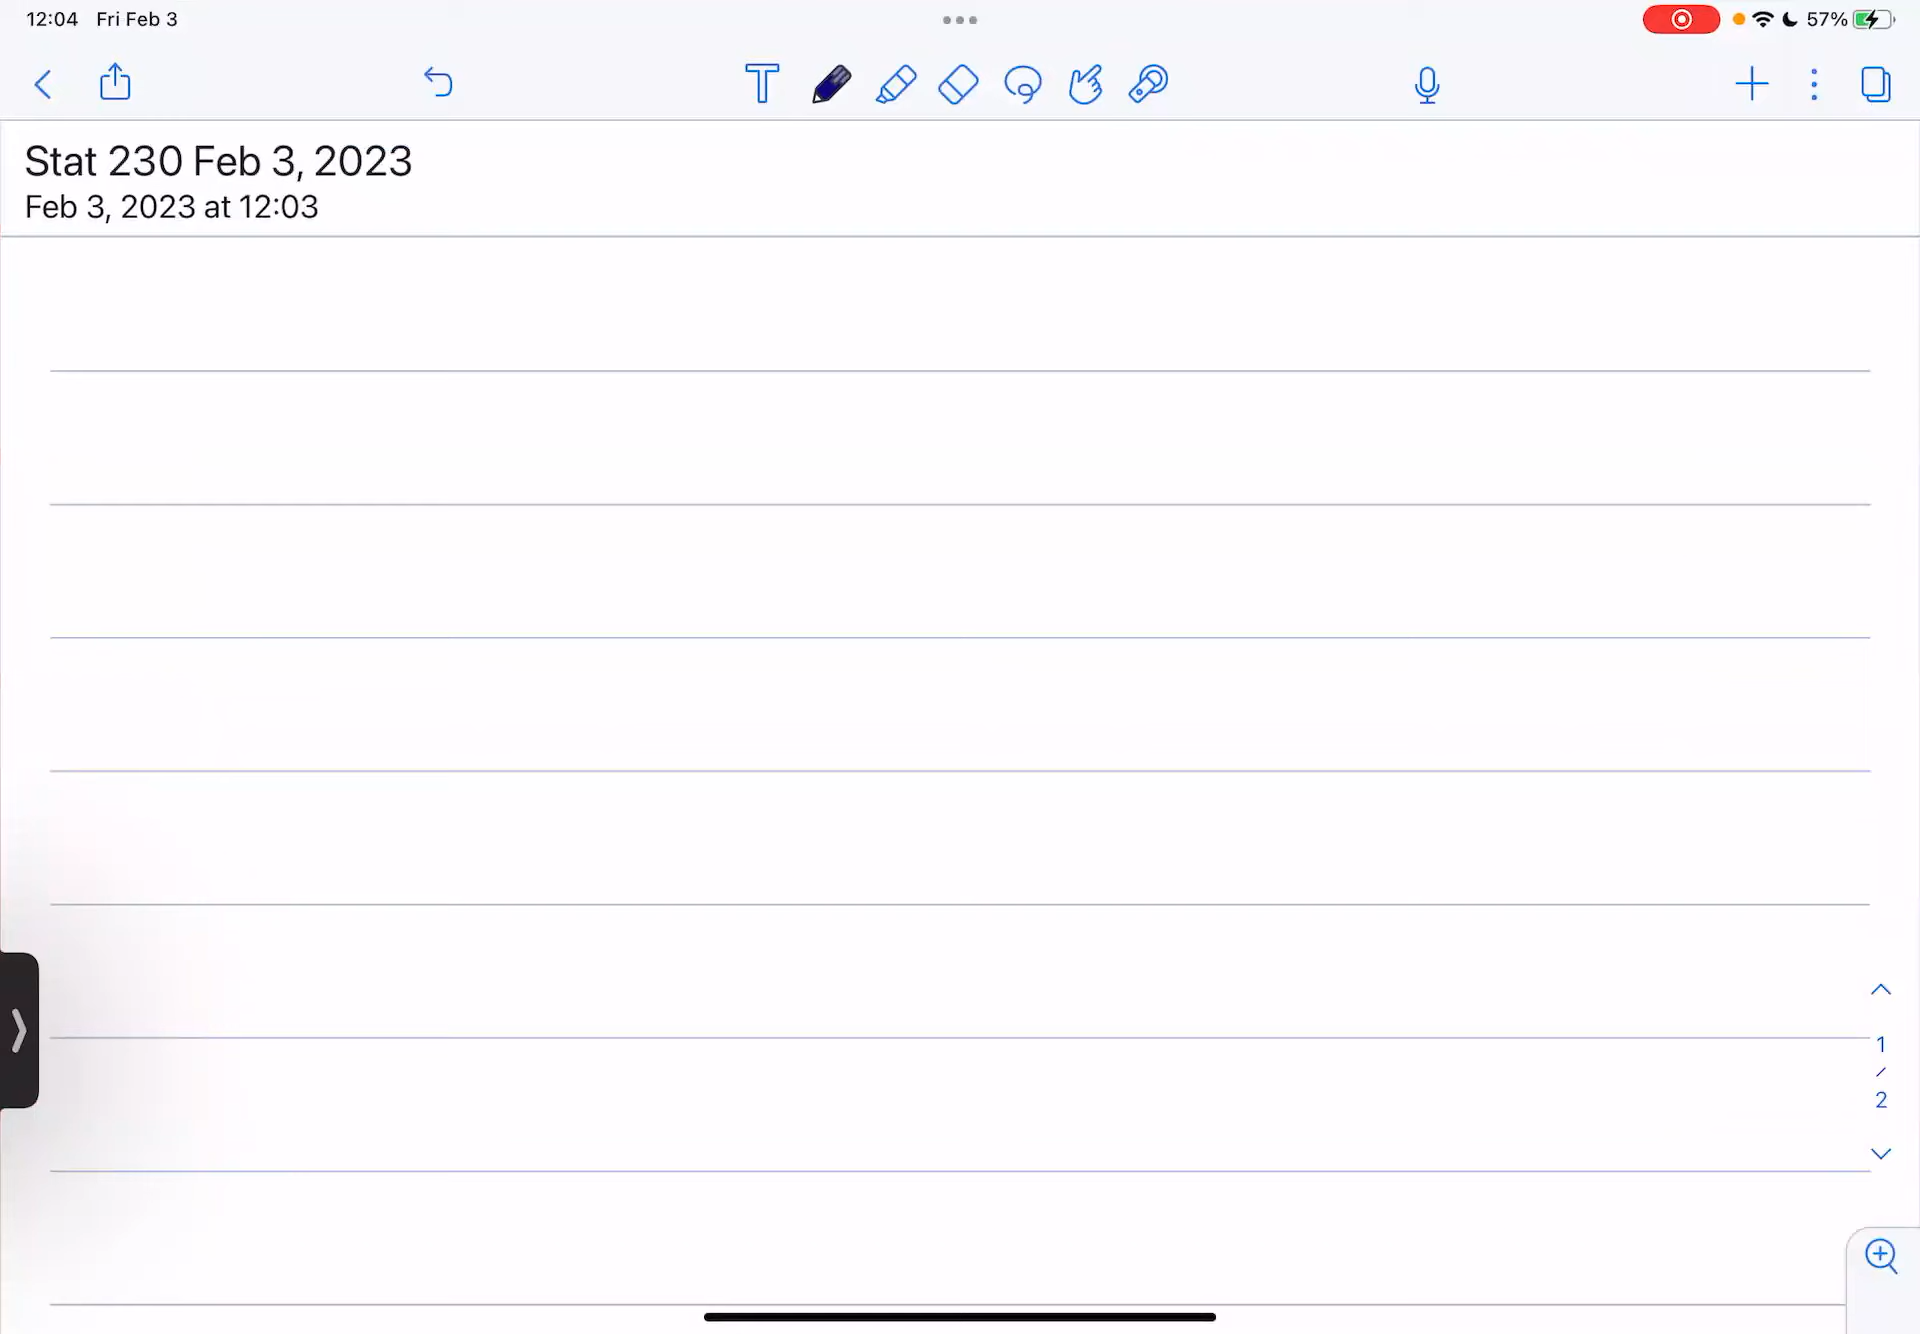 12:04 Fri Feb 3
57%
T
Stat 230 Feb 3, 2023
Feb 3, 2023 at 12:03
1
/
2